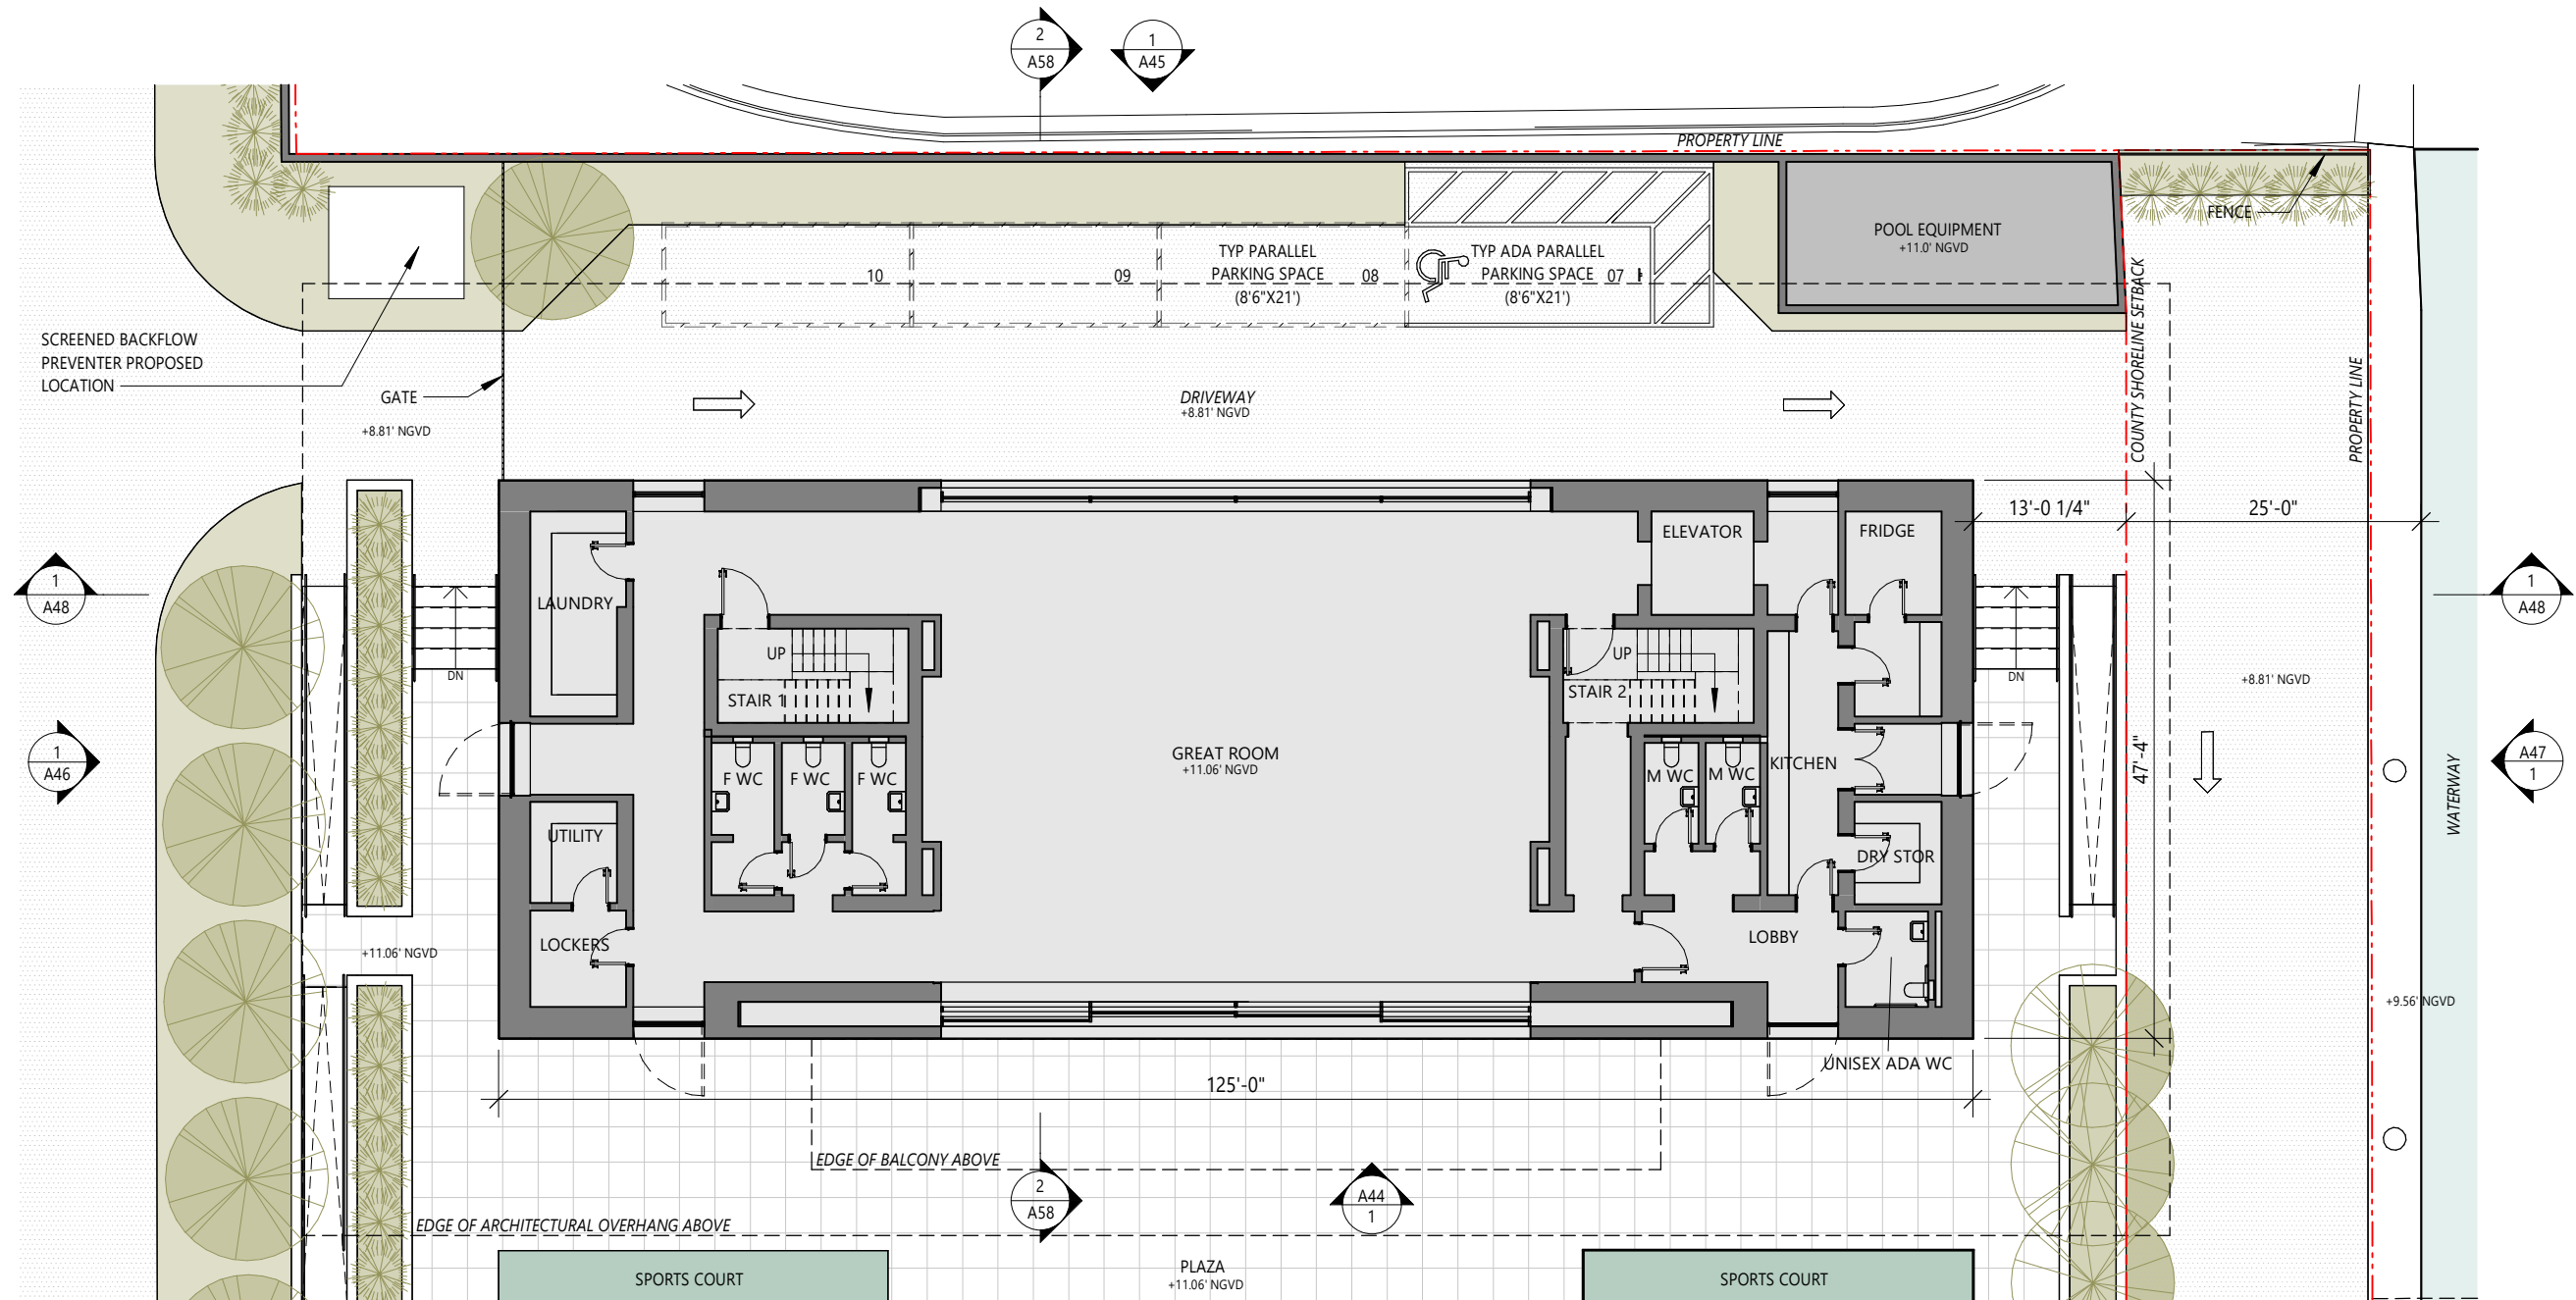 2
A58
1
A45
PROPERTY LINE
POOL EQUIPMENT
+11.0' NGVD
FENCE
10
09
TYP PARALLEL
PARKING SPACE
(8'6"X21')
08
TYP ADA PARALLEL
PARKING SPACE
(8'6"X21')
07
SCREENED BACKFLOW
PREVENTER PROPOSED
LOCATION
GATE
+8.81' NGVD
DRIVEWAY
+8.81' NGVD
COUNTY SHORELINE SETBACK
PROPERTY LINE
13'-0 1/4"
25'-0"
ELEVATOR
FRIDGE
1
A48
LAUNDRY
1
A48
UP
STAIR 1
UP
STAIR 2
DN
DN
+8.81' NGVD
1
A46
GREAT ROOM
+11.06' NGVD
F WC
F WC
F WC
M WC
M WC
KITCHEN
47'-4"
WATERWAY
A47
1
UTILITY
DRY STOR
LOCKERS
LOBBY
+11.06' NGVD
+9.56' NGVD
UNISEX ADA WC
125'-0"
EDGE OF BALCONY ABOVE
2
A58
A44
1
EDGE OF ARCHITECTURAL OVERHANG ABOVE
SPORTS COURT
PLAZA
+11.06' NGVD
SPORTS COURT